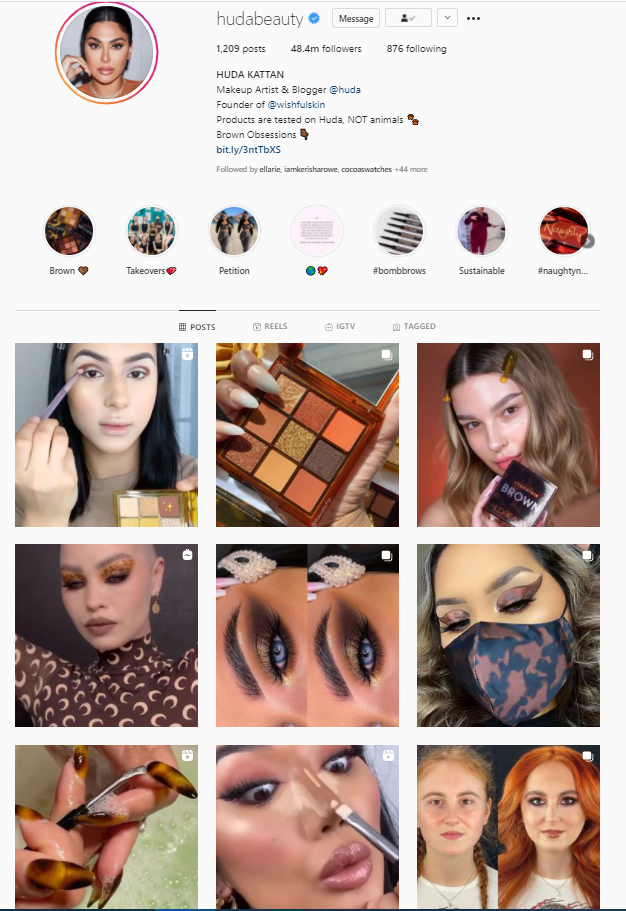 hudabeauty Message
1,209 posts 48.4m followers 876 following
HUDA KATTAN
Makeup Artist & Blogger @huda
Founder of @wishfulskin
Products are tested on Huda, NOT animals
Brown Obsessions
bit.ly/3ntTbXS
Followed by ellarie, iamkerisharowe, cocoaswatches +44 more
Naughty
Brown 🤎 Takeovers💕 Petition 🌍💖 #bombbrows Sustainable #naughtyn...
POSTS REELS IGTV TAGGED
BROWN